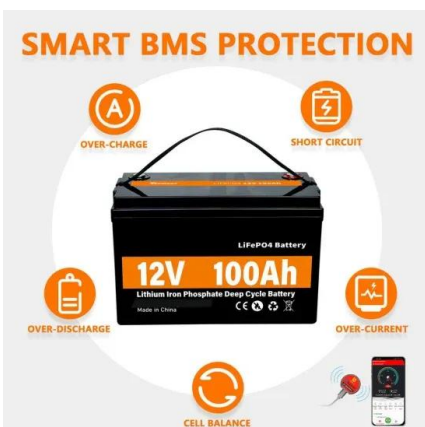 SMART BMS PROTECTION
A
OVER-CHARGE
SHORT CIRCUIT
LiFePO4 Battery
12V 100Ah
Lithium Iron Phosphate Deep Cycle Battery
Made in China
CE
OVER-DISCHARGE
OVER-CURRENT
CELL BALANCE